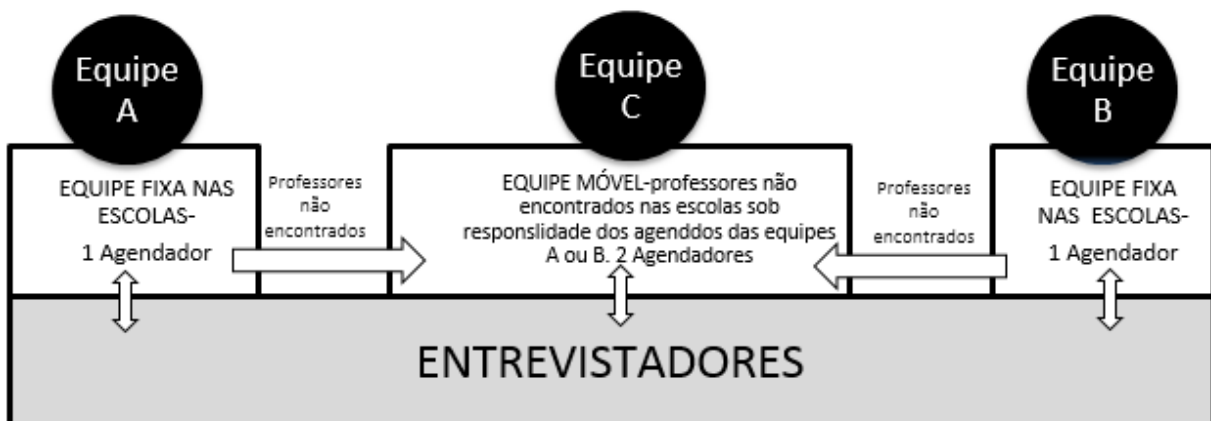 Equipe
A
Equipe
C
Equipe
B
EQUIPE FIXA NAS
ESCOLAS-
1 Agendador
Professores
não
encontrados
EQUIPE MÓVEL-professores não
encontrados nas escolas sob
responslidade dos agenddos das equipes
A ou B. 2 Agendadores
Professores
não
encontrados
EQUIPE FIXA
NAS ESCOLAS-
1 Agendador
ENTREVISTADORES